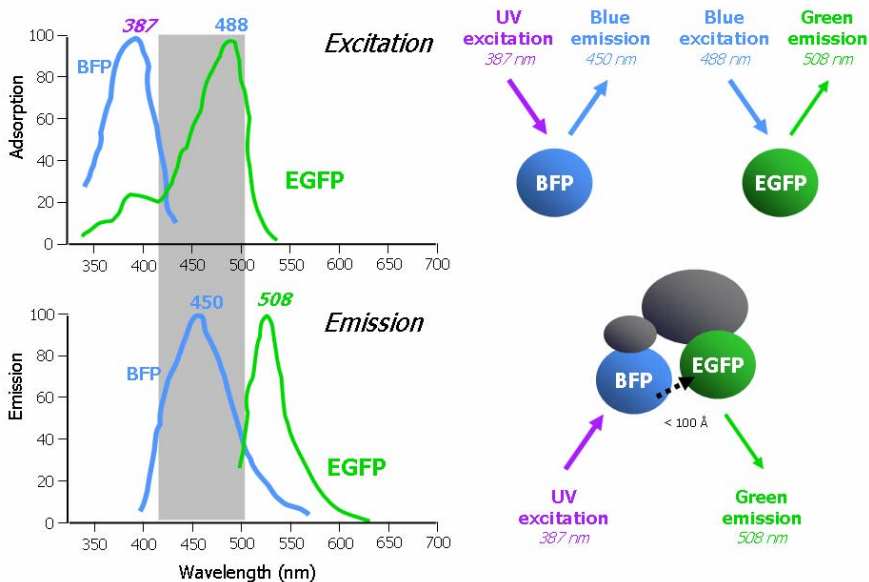 387
488
Excitation
100
80
60
40
20
0
Adsorption
BFP
EGFP
350 400 450 500 550 600 650 700
450
508
Emission
100
80
60
40
20
0
Emission
BFP
EGFP
350 400 450 500 550 600 650 700
Wavelength (nm)
UV
excitation
387 nm
Blue
emission
450 nm
Blue
excitation
488 nm
Green
emission
508 nm
BFP
EGFP
BFP
EGFP
< 100 Å
UV
excitation
387 nm
Green
emission
508 nm